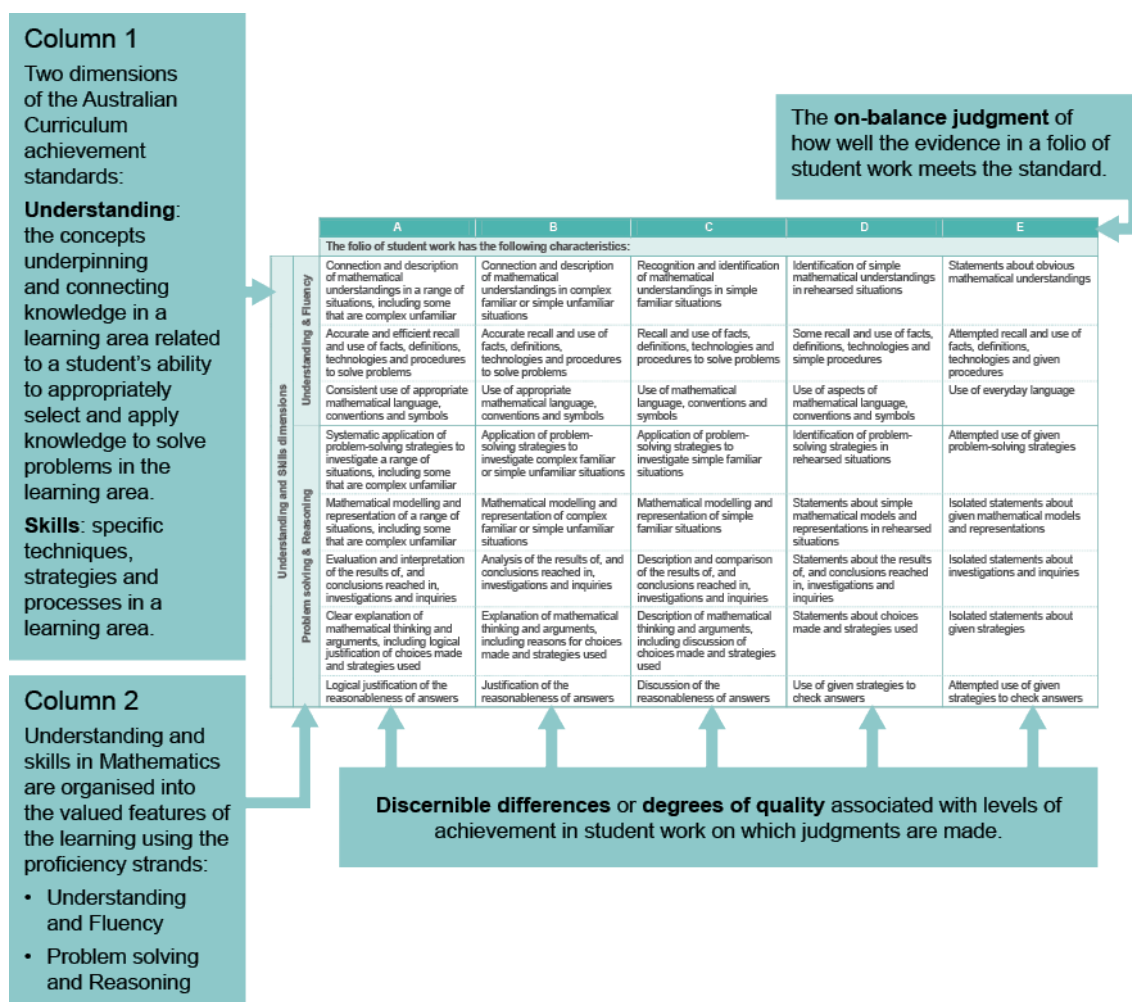 Column 1
Two dimensions
of the Australian
Curriculum
achievement
standards:
Understanding:
the concepts
underpinning
and connecting
knowledge in a
learning area related
to a student's ability
to appropriately
select and apply
knowledge to solve
problems in the
learning area.
Skills: specific
techniques,
strategies and
processes in a
learning area.
Column 2
Understanding and
skills in Mathematics
are organised into
the valued features of
the learning using the
proficiency strands:
• Understanding
and Fluency
• Problem solving
and Reasoning
The on-balance judgment of
how well the evidence in a folio of
student work meets the standard.
A B C D E
The folio of student work has the following characteristics:
Understanding and Skills dimensions
Understanding & Fluency
Connection and description
of mathematical
understandings in a range of
situations, including some
that are complex unfamiliar
Connection and description
of mathematical
understandings in complex
familiar or simple unfamiliar
situations
Recognition and identification
of mathematical
understandings in simple
familiar situations
Identification of simple
mathematical understandings
in rehearsed situations
Statements about obvious
mathematical understandings
Accurate and efficient recall
and use of facts, definitions,
technologies and procedures
to solve problems
Accurate recall and use of
facts, definitions,
technologies and procedures
to solve problems
Recall and use of facts,
definitions, technologies and
procedures to solve problems
Some recall and use of facts,
definitions, technologies and
simple procedures
Attempted recall and use of
facts, definitions,
technologies and given
procedures
Consistent use of appropriate
mathematical language,
conventions and symbols
Use of appropriate
mathematical language,
conventions and symbols
Use of mathematical
language, conventions and
symbols
Use of aspects of
mathematical language,
conventions and symbols
Use of everyday language
Problem solving & Reasoning
Systematic application of
problem-solving strategies to
investigate a range of
situations, including some
that are complex unfamiliar
Application of problem-
solving strategies to
investigate complex familiar
or simple unfamiliar situations
Application of problem-
solving strategies to
investigate simple familiar
situations
Identification of problem-
solving strategies in
rehearsed situations
Attempted use of given
problem-solving strategies
Mathematical modelling and
representation of a range of
situations, including some
that are complex unfamiliar
Mathematical modelling and
representation of complex
familiar or simple unfamiliar
situations
Mathematical modelling and
representation of simple
familiar situations
Statements about simple
mathematical models and
representations in rehearsed
situations
Isolated statements about
given mathematical models
and representations
Evaluation and interpretation
of the results of, and
conclusions reached in,
investigations and inquiries
Analysis of the results of, and
conclusions reached in,
investigations and inquiries
Description and comparison
of the results of, and
conclusions reached in,
investigations and inquiries
Statements about the results
of, and conclusions reached
in, investigations and
inquiries
Isolated statements about
investigations and inquiries
Clear explanation of
mathematical thinking and
arguments, including logical
justification of choices made
and strategies used
Explanation of mathematical
thinking and arguments,
including reasons for choices
made and strategies used
Description of mathematical
thinking and arguments,
including discussion of
choices made and strategies
used
Statements about choices
made and strategies used
Isolated statements about
given strategies
Logical justification of the
reasonableness of answers
Justification of the
reasonableness of answers
Discussion of the
reasonableness of answers
Use of given strategies to
check answers
Attempted use of given
strategies to check answers
Discernible differences or degrees of quality associated with levels of
achievement in student work on which judgments are made.